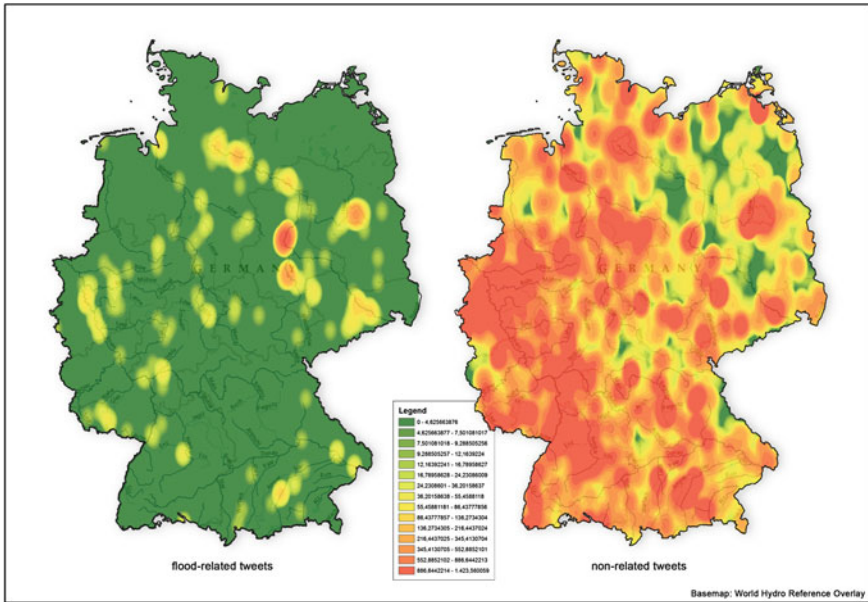 GERMANY
GERMANY
Legend
0 - 4,625663876
4,625663877 - 7,501081017
7,501081018 - 9,288505256
9,288505257 - 12,1639224
12,16392241 - 16,78958627
16,78958628 - 24,23086009
24,2308601 - 36,20158637
36,20158638 - 55,4588118
55,45881181 - 86,43777856
86,43777857 - 136,2734304
136,2734305 - 216,4437024
216,4437025 - 345,4130704
345,4130705 - 552,8852101
552,8852102 - 886,6442213
886,6442214 - 1.423,560059
flood-related tweets
non-related tweets
Basemap: World Hydro Reference Overlay